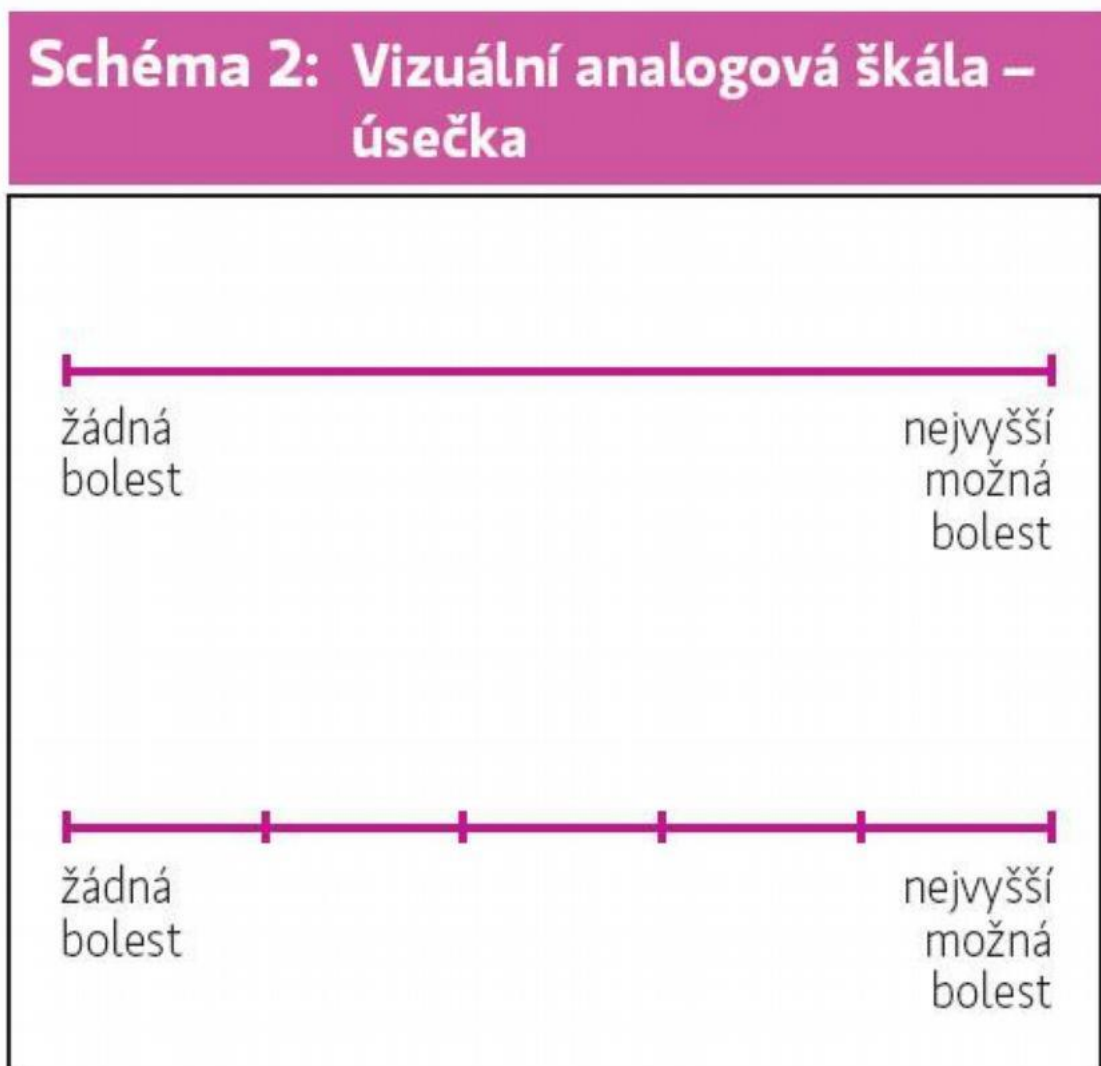 Schéma 2: Vizuální analogová škála –
úsečka
žádná
bolest
nejvyšší
možná
bolest
žádná
bolest
nejvyšší
možná
bolest